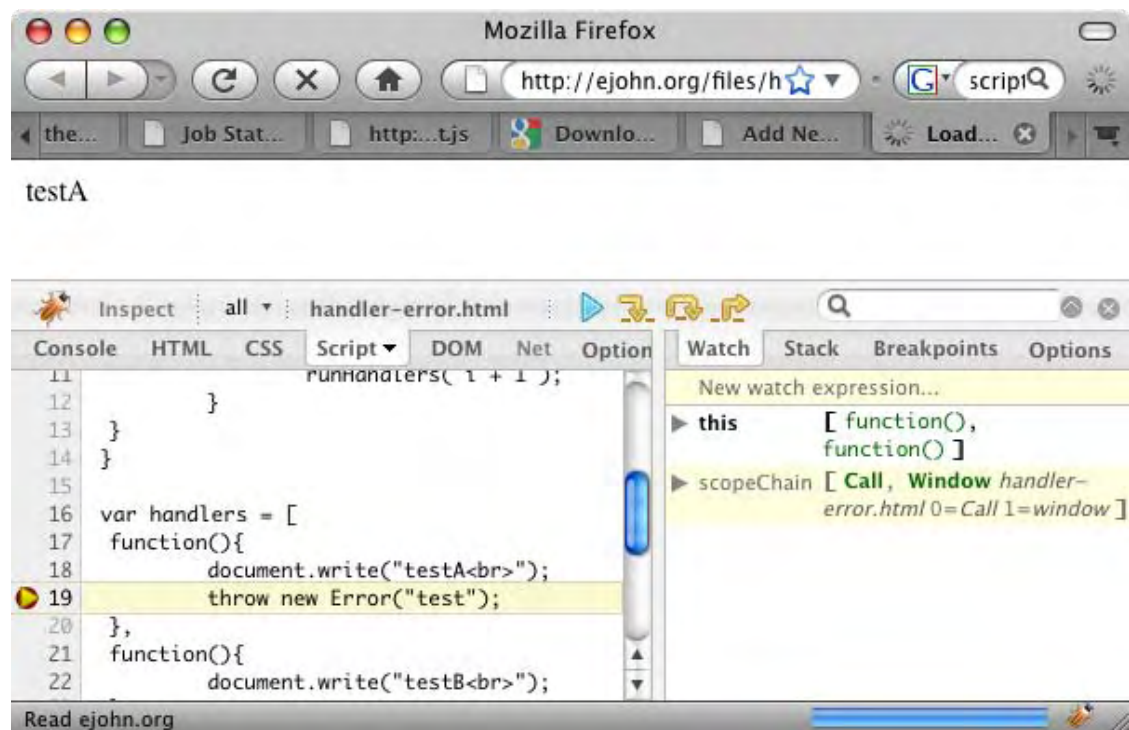 Mozilla Firefox
http://ejohn.org/files/h G script
the... Job Stat... http:...t.js Downlo... Add Ne... Load...
testA
Inspect all handler-error.html
Console HTML CSS Script DOM Net Option
Watch Stack Breakpoints Options
11 runHandlers( i + 1 );
12 }
13 }
14 }
15
16 var handlers = [
17 function(){
18 document.write("testA<br>");
19 throw new Error("test");
20 },
21 function(){
22 document.write("testB<br>");
New watch expression...
this [ function(),
function() ]
scopeChain [ Call, Window handler-
error.html 0=Call 1=window ]
Read ejohn.org